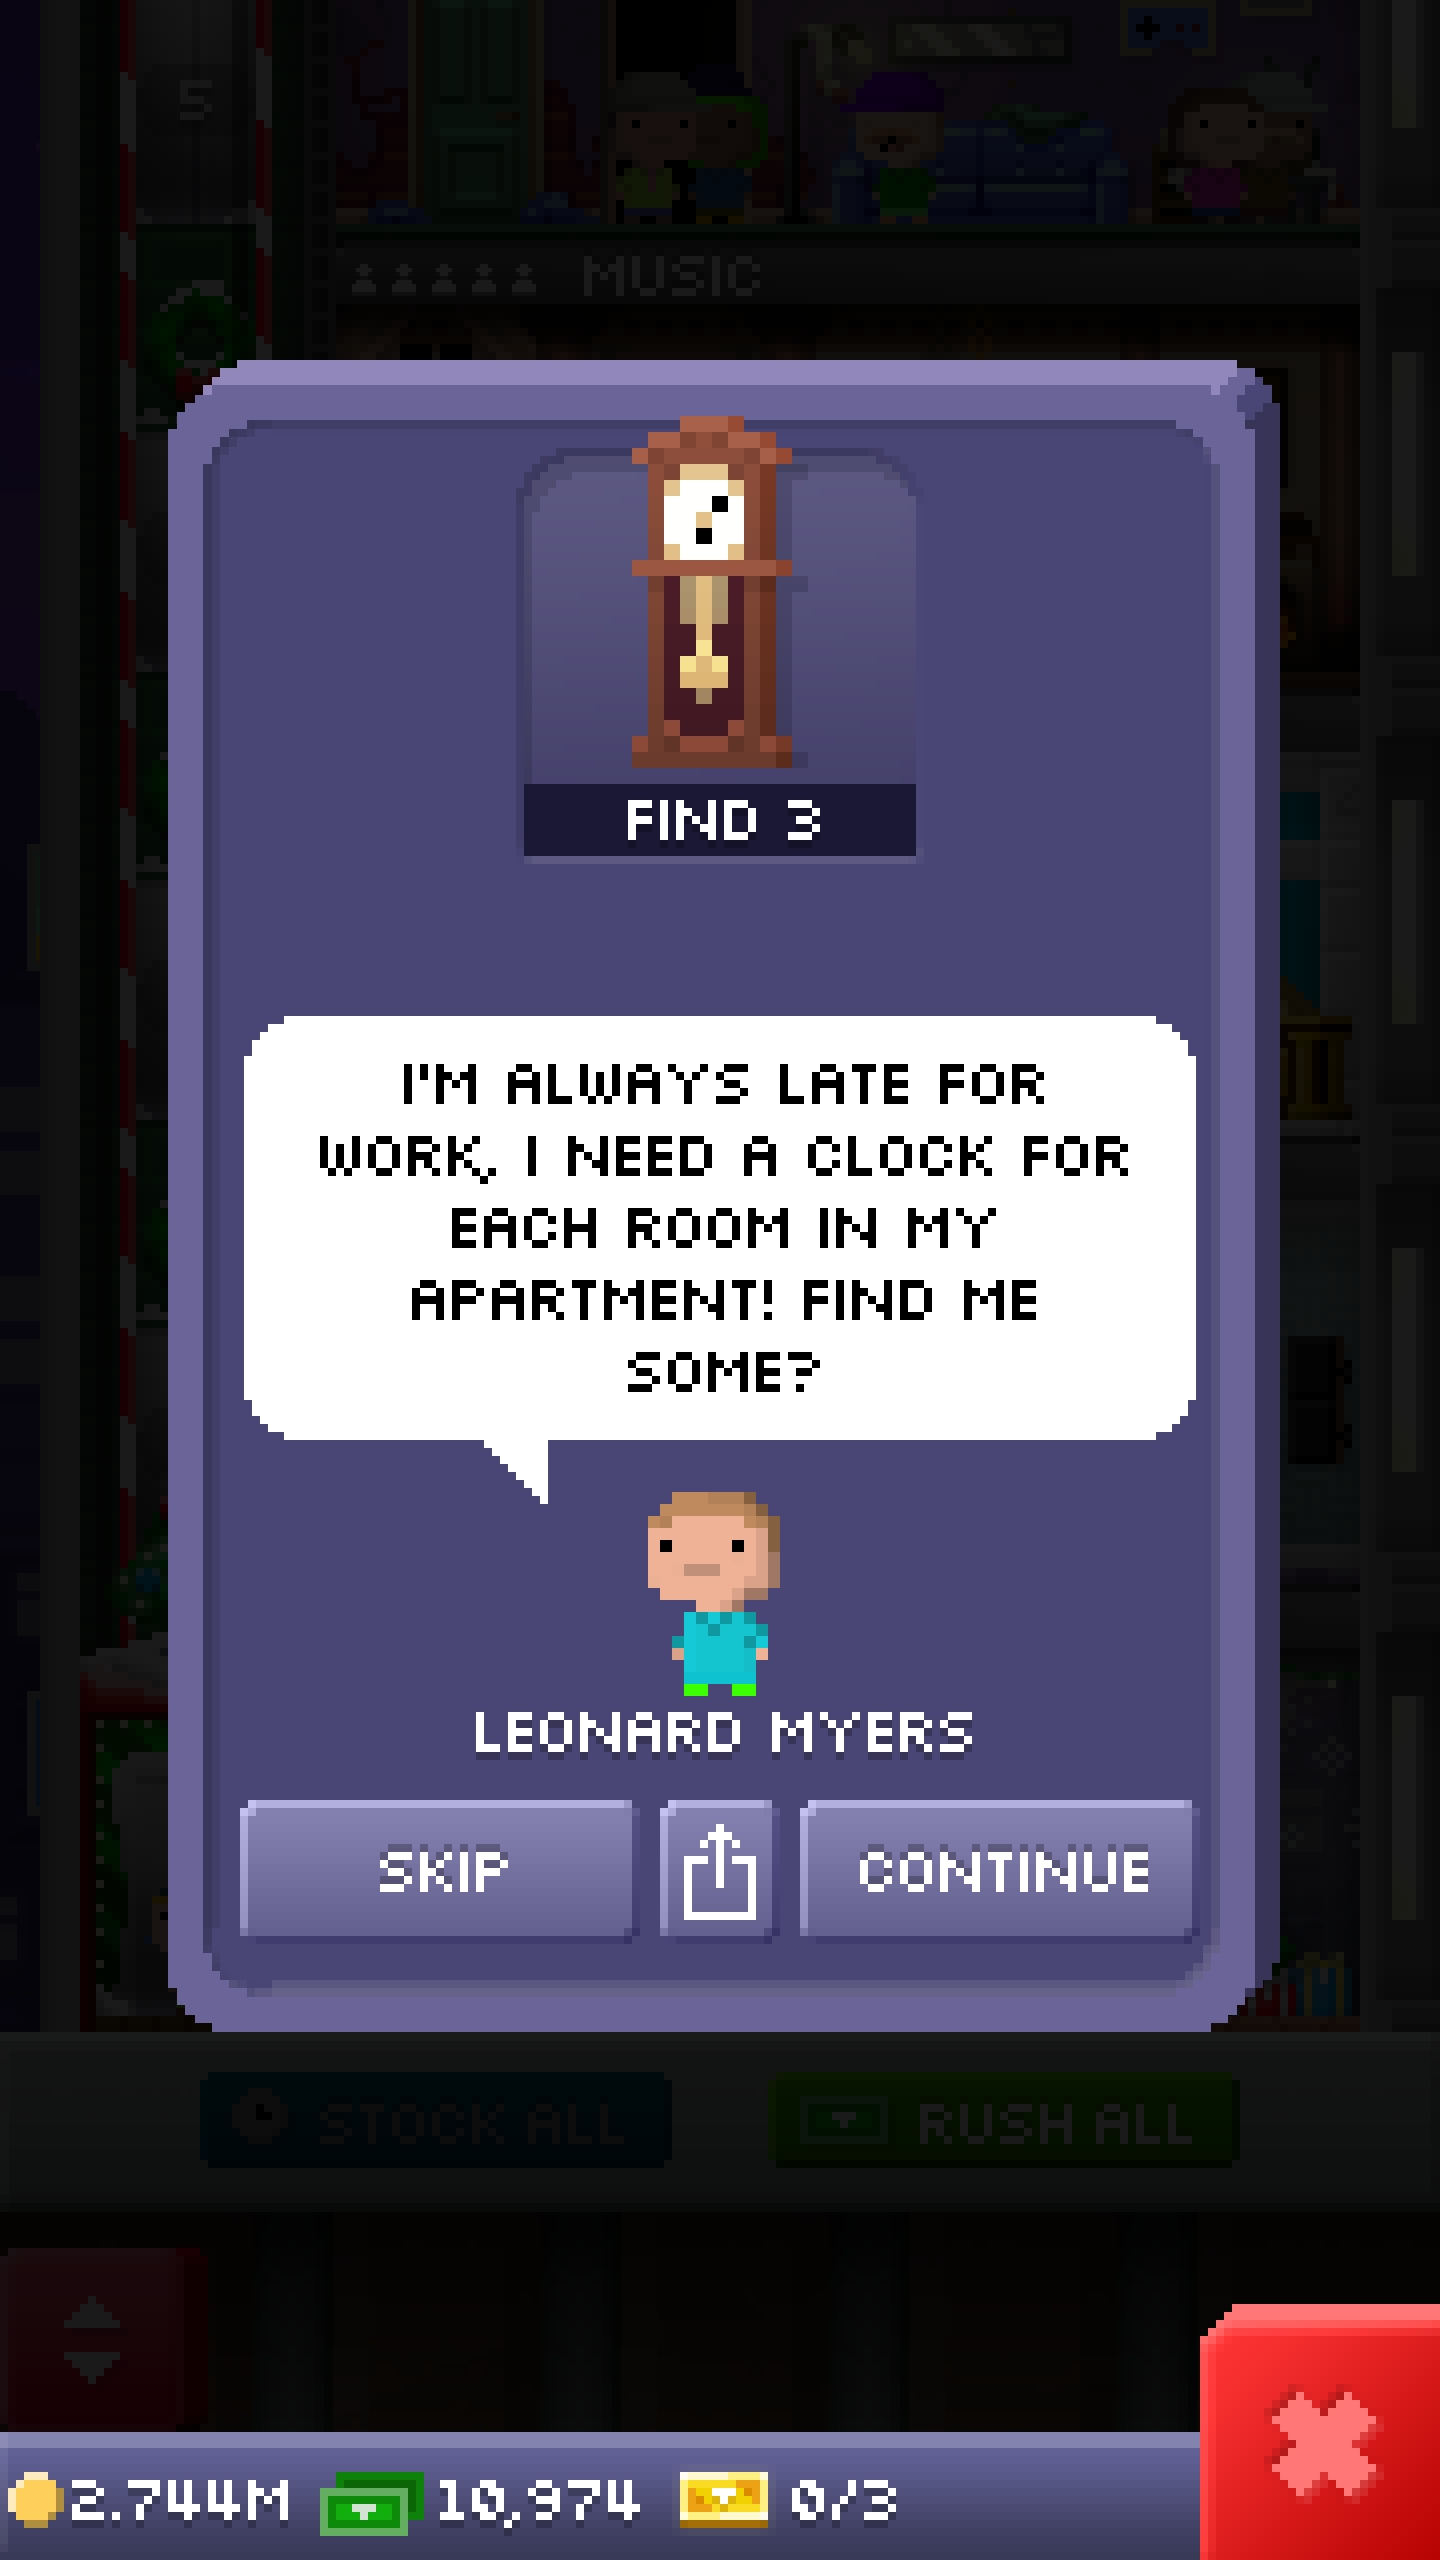 5
MUSIC
FIND 3
I'M ALWAYS LATE FOR
WORK, I NEED A CLOCK FOR
EACH ROOM IN MY
APARTMENT! FIND ME
SOME?
LEONARD MYERS
SKIP
CONTINUE
STOCK ALL
RUSH ALL
2.744M
10,974
0/3